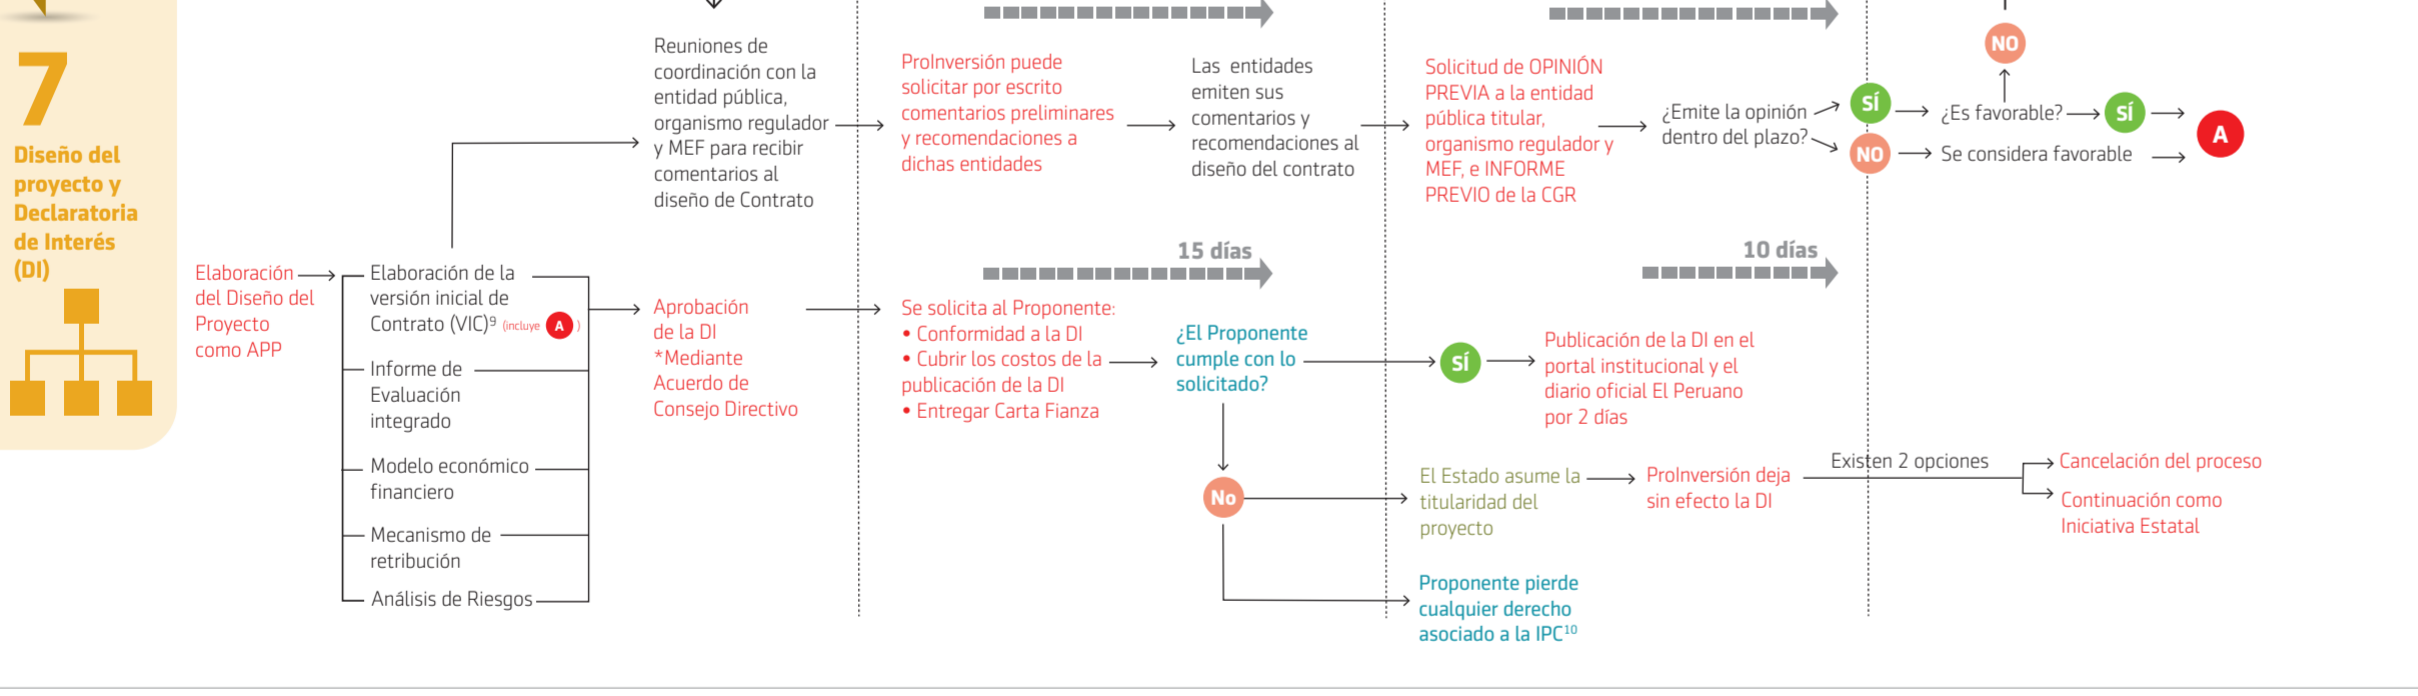 7
Diseño del
proyecto y
Declaratoria
de Interés
(DI)
Reuniones de
coordinación con la
entidad pública,
organismo regulador
y MEF para recibir
comentarios al
diseño de Contrato
ProInversión puede
solicitar por escrito
comentarios preliminares
y recomendaciones a
dichas entidades
Las entidades
emiten sus
comentarios y
recomendaciones al
diseño del contrato
Solicitud de OPINIÓN
PREVIA a la entidad
pública titular,
organismo regulador y
MEF, e INFORME
PREVIO de la CGR
¿Emite la opinión
dentro del plazo?
SÍ
NO
¿Es favorable?
NO
SÍ
Se considera favorable
A
Elaboración
del Diseño del
Proyecto
como APP
Elaboración de la
versión inicial de
Contrato (VIC)9 (incluye A )
Informe de
Evaluación
integrado
Modelo económico
financiero
Mecanismo de
retribución
Análisis de Riesgos
Aprobación
de la DI
*Mediante
Acuerdo de
Consejo Directivo
15 días
Se solicita al Proponente:
• Conformidad a la DI
• Cubrir los costos de la
publicación de la DI
• Entregar Carta Fianza
¿El Proponente
cumple con lo
solicitado?
10 días
SÍ
Publicación de la DI en el
portal institucional y el
diario oficial El Peruano
por 2 días
No
El Estado asume la
titularidad del
proyecto
ProInversión deja
sin efecto la DI
Existen 2 opciones
Cancelación del proceso
Continuación como
Iniciativa Estatal
Proponente pierde
cualquier derecho
asociado a la IPC10